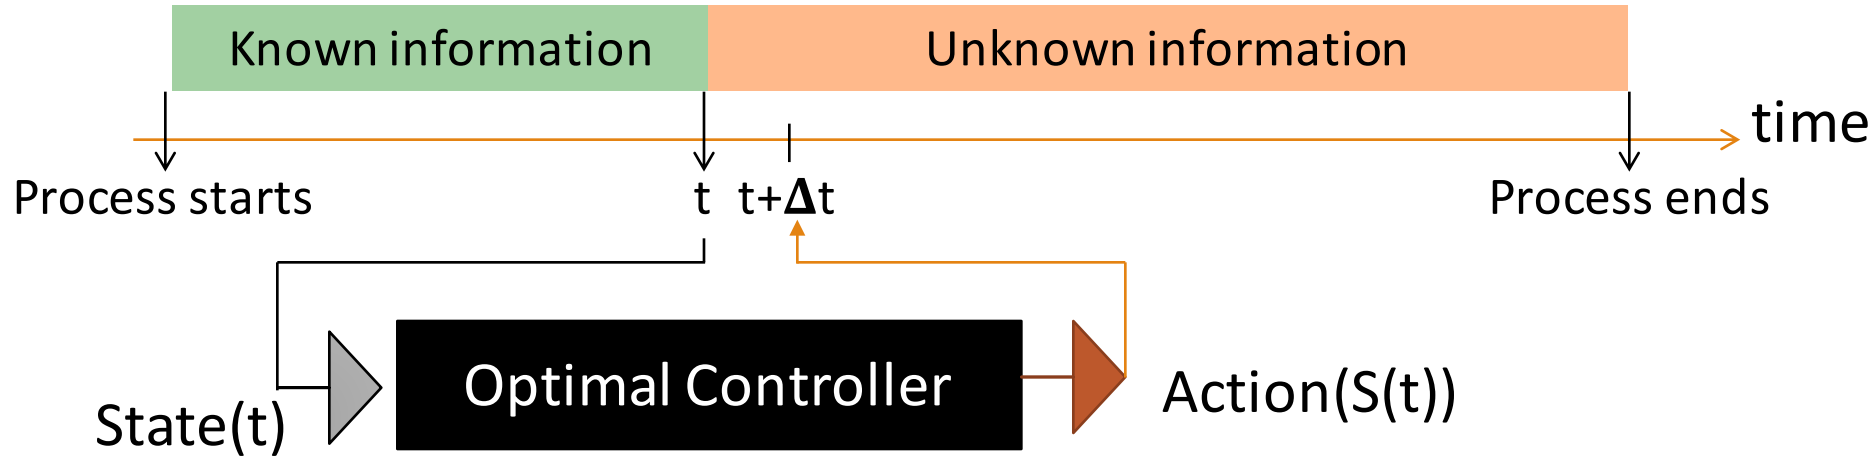 Known information
Unknown information
time
Process starts
t
t+Δt
Process ends
Optimal Controller
State(t)
Action(S(t))